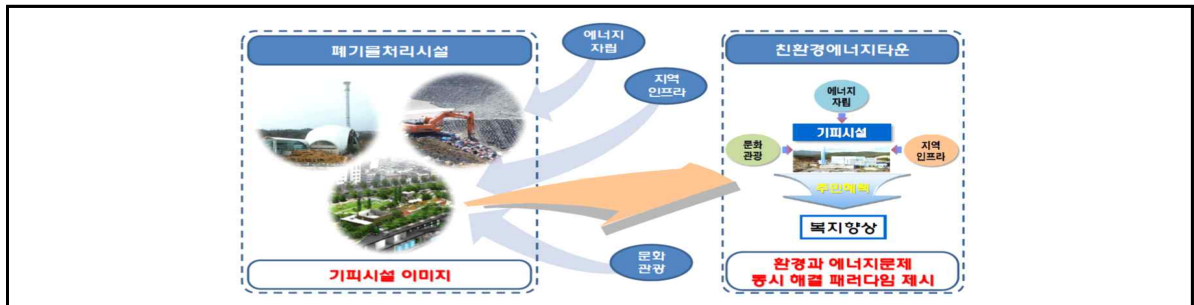 폐기물처리시설
에너지
자립
지역
인프라
문화
관광
기피시설 이미지
친환경에너지타운
에너지
자립
기피시설
문화
관광
지역
인프라
주민혜택
복지향상
환경과 에너지문제
동시 해결 패러다임 제시